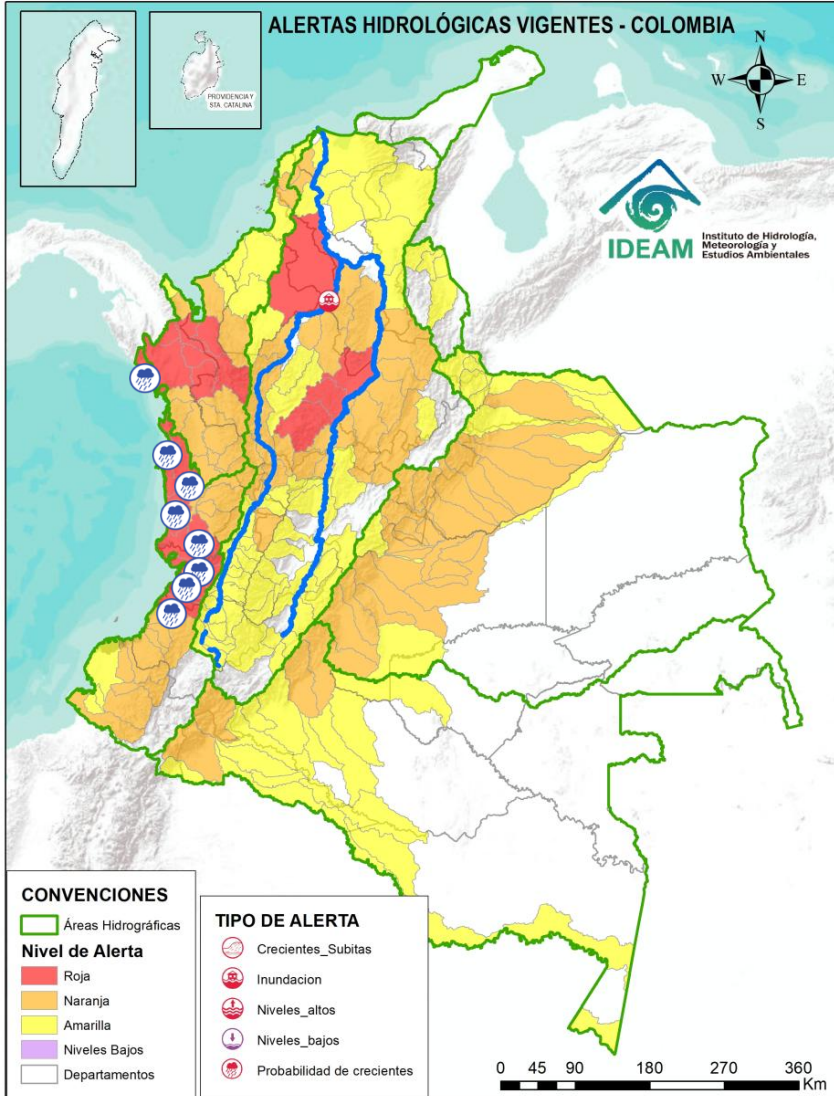 ALERTAS HIDROLÓGICAS VIGENTES - COLOMBIA
PROVIDENCIA Y
STA. CATALINA
N
W
E
S
IDEAM
Instituto de Hidrología,
Meteorología y
Estudios Ambientales
CONVENCIONES
Áreas Hidrográficas
Nivel de Alerta
Roja
Naranja
Amarilla
Niveles Bajos
Departamentos
TIPO DE ALERTA
Crecientes_Subitas
Inundacion
Niveles_altos
Niveles_bajos
Probabilidad de crecientes
0 45 90 180 270 360
Km